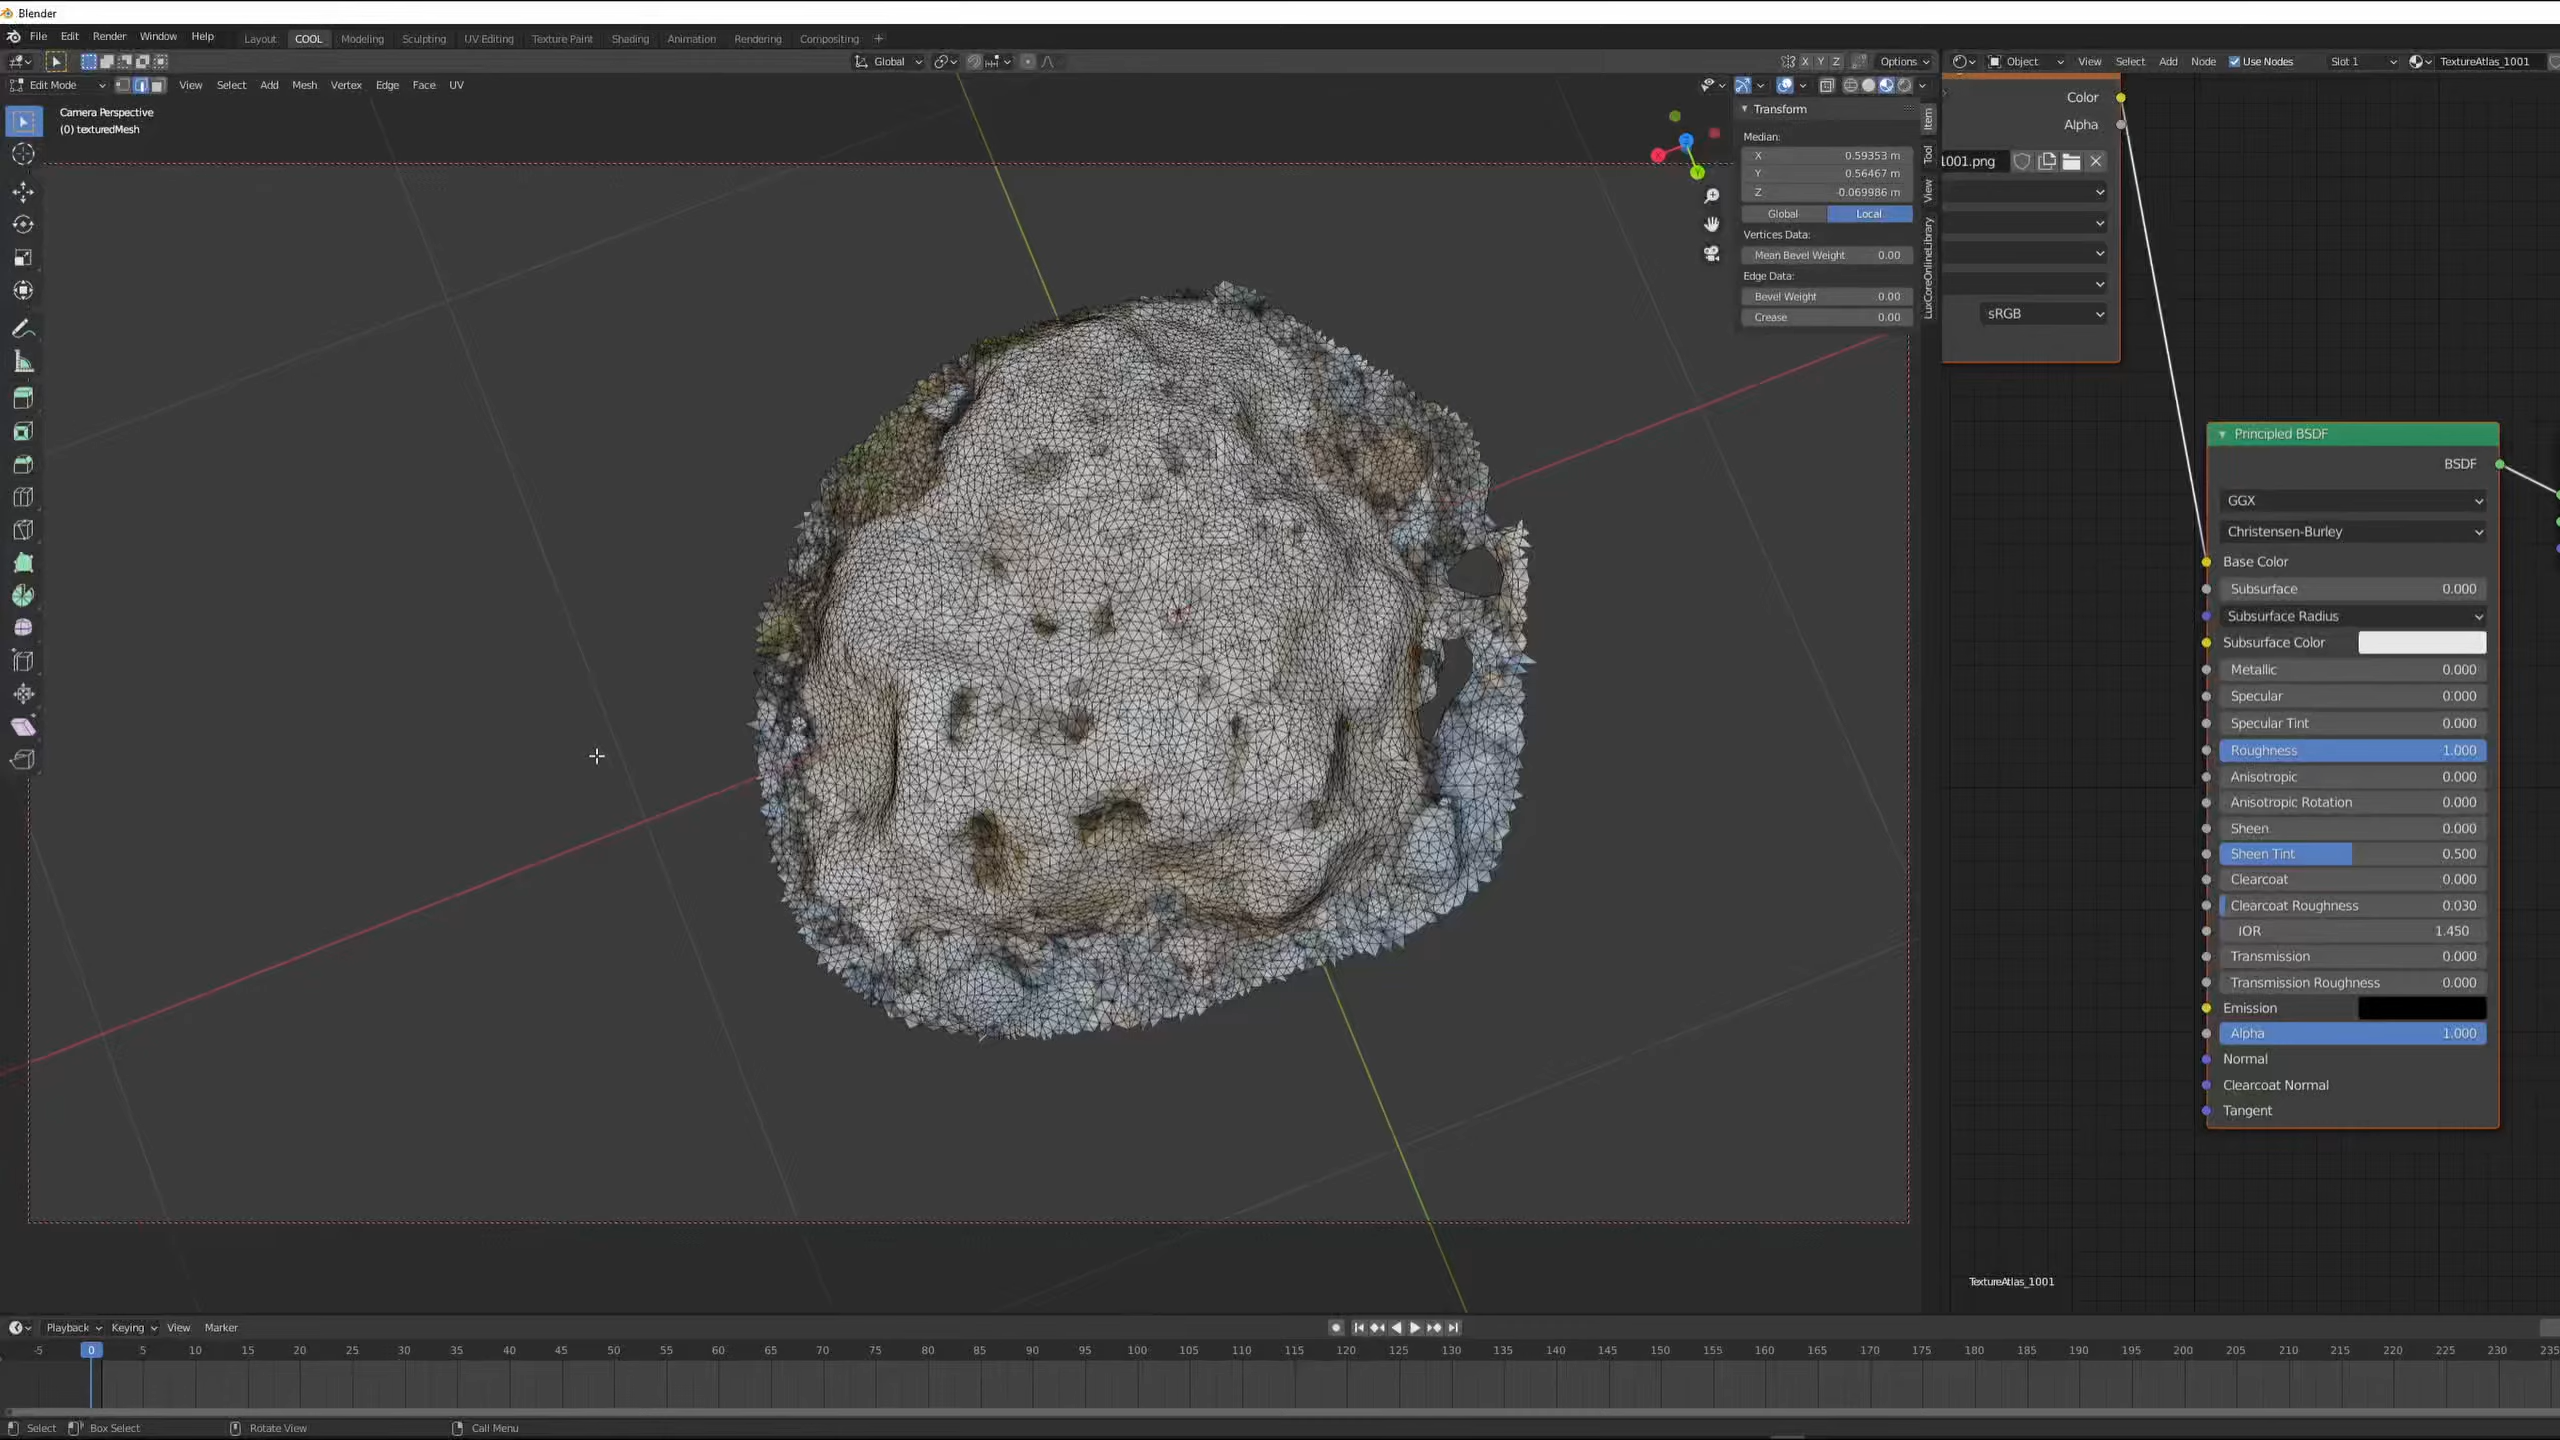 Blender
File Edit Render Window Help Layout COOL Modeling Sculpting UV Editing Texture Paint Shading Animation Rendering Compositing +
Global X Y Z Options
Object View Select Add Node Use Nodes Slot 1 TextureAtlas_1001
Edit Mode View Select Add Mesh Vertex Edge Face UV
Camera Perspective
(0) texturedMesh
Transform
Median:
X 0.59353 m
Y 0.56467 m
Z -0.069986 m
Global Local
Vertices Data:
Mean Bevel Weight 0.00
Edge Data:
Bevel Weight 0.00
Crease 0.00
Item
Tool
View
LuxCoreOnlineLibrary
Color
Alpha
1001.png
sRGB
Principled BSDF
BSDF
GGX
Christensen-Burley
Base Color
Subsurface 0.000
Subsurface Radius
Subsurface Color
Metallic 0.000
Specular 0.000
Specular Tint 0.000
Roughness 1.000
Anisotropic 0.000
Anisotropic Rotation 0.000
Sheen 0.000
Sheen Tint 0.500
Clearcoat 0.000
Clearcoat Roughness 0.030
IOR 1.450
Transmission 0.000
Transmission Roughness 0.000
Emission
Alpha 1.000
Normal
Clearcoat Normal
Tangent
TextureAtlas_1001
Playback Keying View Marker
-5 0 5 10 15 20 25 30 35 40 45 50 55 60 65 70 75 80 85 90 95 100 105 110 115 120 125 130 135 140 145 150 155 160 165 170 175 180 185 190 195 200 205 210 215 220 225 230 235
Select Box Select Rotate View Call Menu